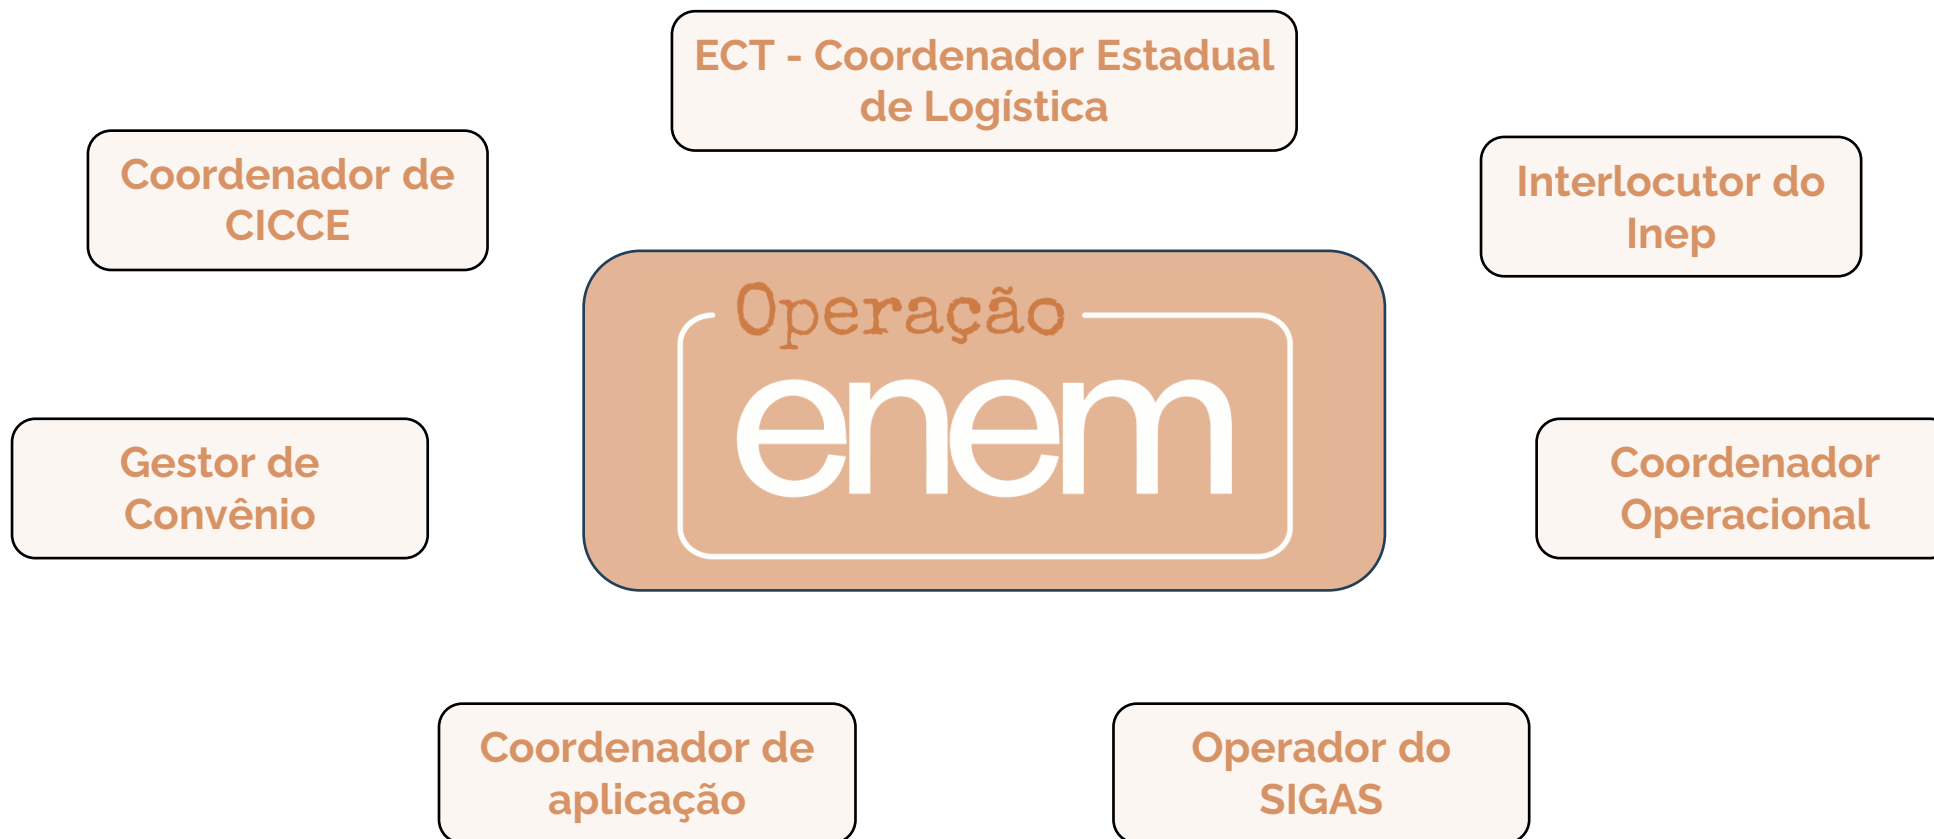 ECT - Coordenador Estadual
de Logística
Coordenador de
CICCE
Interlocutor do
Inep
Operação
enem
Gestor de
Convênio
Coordenador
Operacional
Coordenador de
aplicação
Operador do
SIGAS